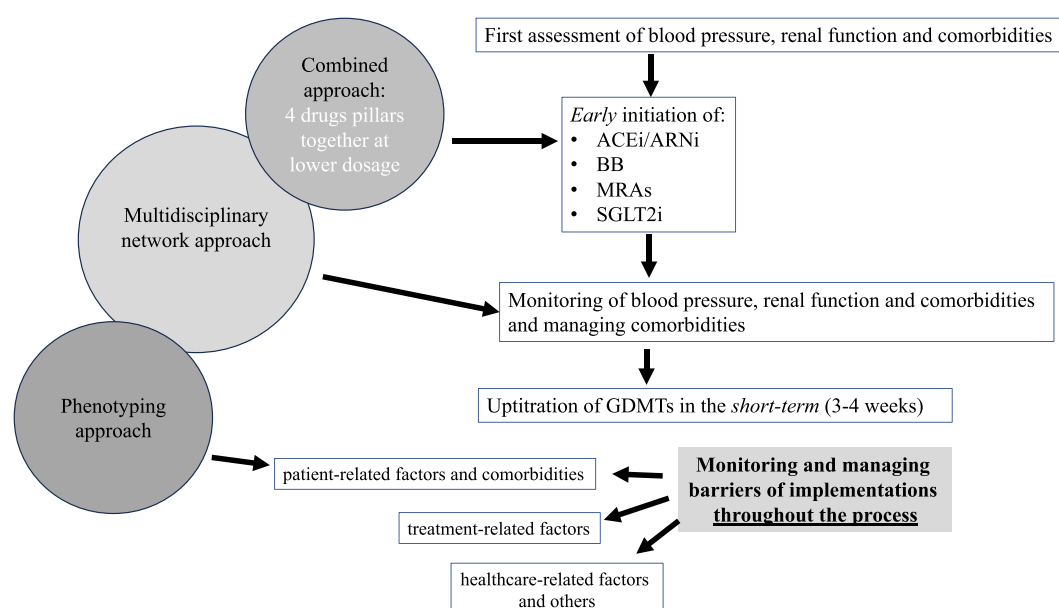 First assessment of blood pressure, renal function and comorbidities
Combined
approach:
4 drugs pillars
together at
lower dosage
Early initiation of:
• ACEi/ARNi
• BB
• MRAs
• SGLT2i
Multidisciplinary
network approach
Monitoring of blood pressure, renal function and comorbidities
and managing comorbidities
Phenotyping
approach
Uptitration of GDMTs in the short-term (3-4 weeks)
patient-related factors and comorbidities
Monitoring and managing
barriers of implementations
throughout the process
treatment-related factors
healthcare-related factors
and others